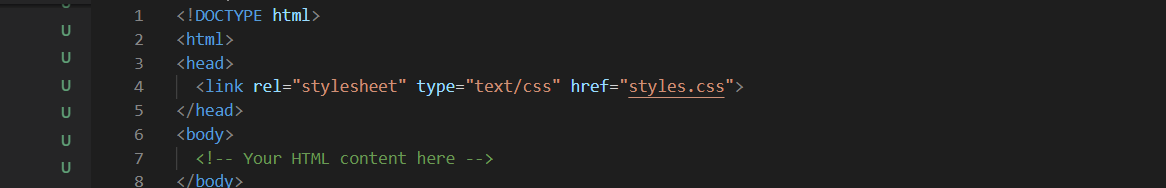 U
U
U
U
U
U
1 <!DOCTYPE html>
2 <html>
3 <head>
4 <link rel="stylesheet" type="text/css" href="styles.css">
5 </head>
6 <body>
7 <!-- Your HTML content here -->
8 </body>